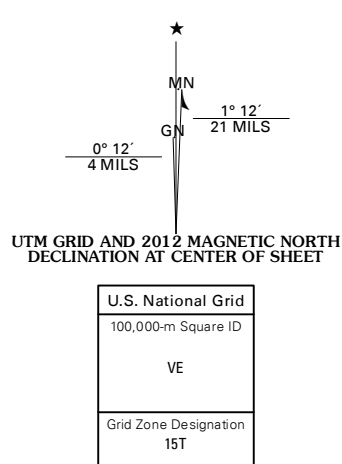 ★
MN
1° 12´
21 MILS
GN
0° 12´
4 MILS
UTM GRID AND 2012 MAGNETIC NORTH
DECLINATION AT CENTER OF SHEET
U.S. National Grid
100,000-m Square ID
VE
Grid Zone Designation
15T